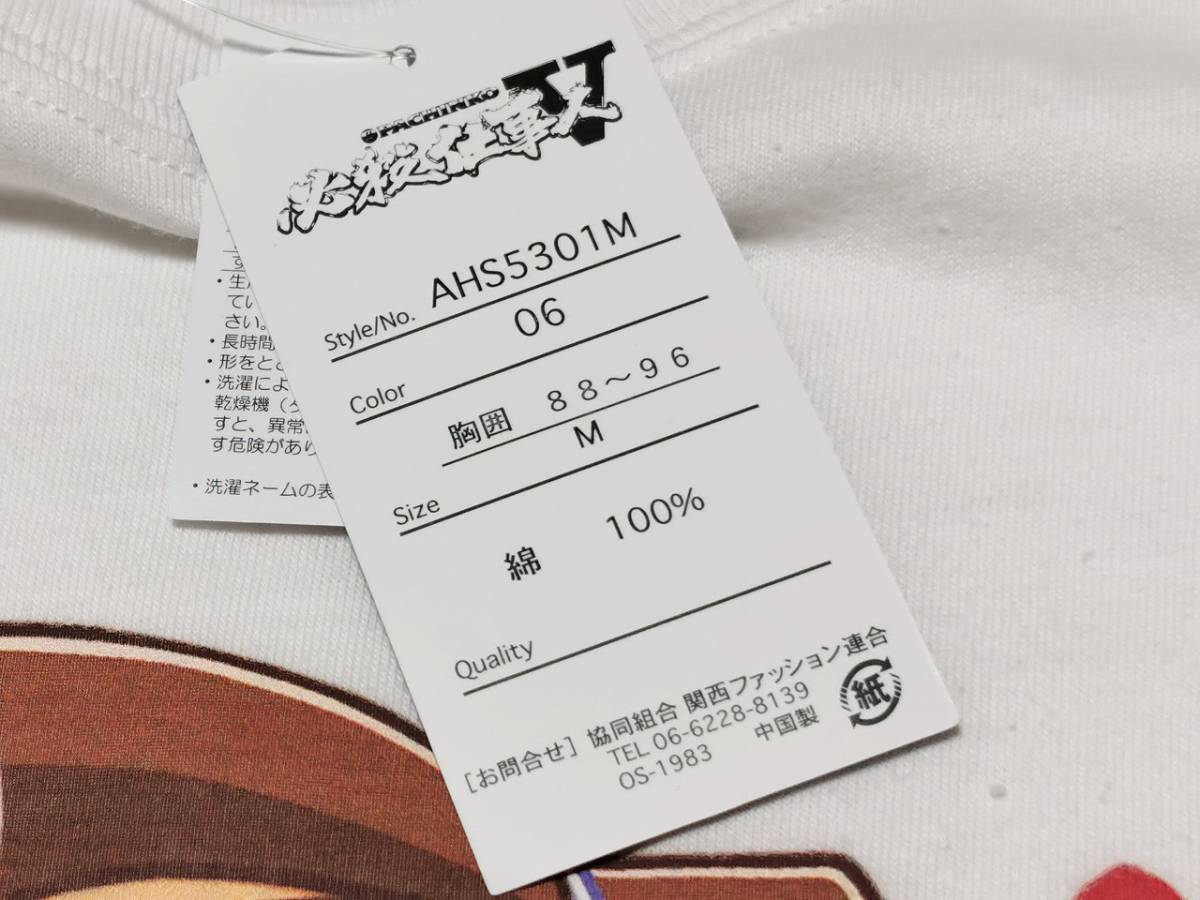 PACHINKO
必殺仕事人V
Style/No. AHS5301M
Color 06
胸囲 88～96
Size M
綿 100%
Quality
[お問合せ] 協同組合 関西ファッション連合
TEL 06-6228-8139
OS-1983 中国製
紙
す
・生
てい
さい。
・長時間
・形をとと
・洗濯によ
乾燥機（タ
すと、異常
す危険があり
・洗濯ネームの表